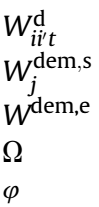 W^d_{ii't}
W^{dem,s}_j
W^{dem,e}
Ω
φ